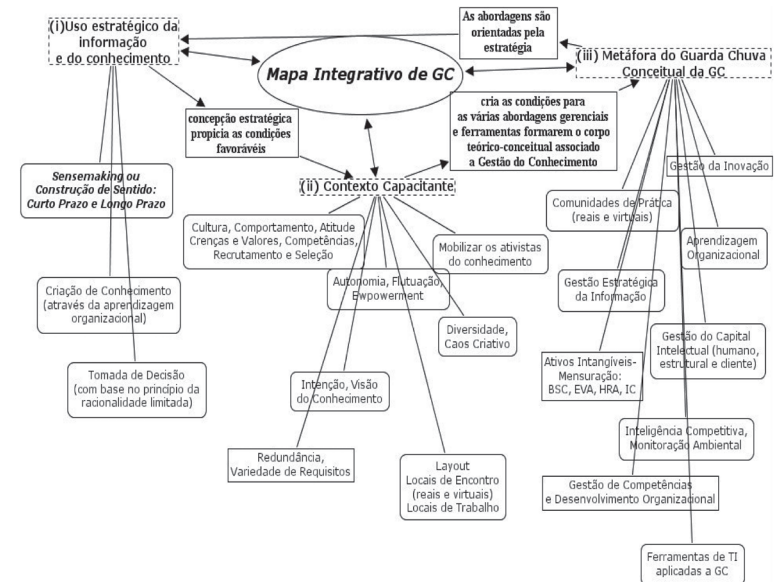 (i)Uso estratégico da
informação
e do conhecimento
As abordagens são
orientadas pela
estratégia
Mapa Integrativo de GC
(iii) Metáfora do Guarda Chuva
Conceitual da GC
concepção estratégica
propicia as condições
favoráveis
cria as condições para
as várias abordagens gerenciais
e ferramentas formarem o corpo
teórico-conceitual associado
a Gestão do Conhecimento
(ii) Contexto Capacitante
Sensemaking ou
Construção de Sentido:
Curto Prazo e Longo Prazo
Criação de Conhecimento
(através da aprendizagem
organizacional)
Tomada de Decisão
(com base no princípio da
racionalidade limitada)
Cultura, Comportamento, Atitude
Crenças e Valores, Competências,
Recrutamento e Seleção
Mobilizar os ativistas
do conhecimento
Autonomia, Flutuação,
Ewpowerment
Diversidade,
Caos Criativo
Intenção, Visão
do Conhecimento
Redundância,
Variedade de Requisitos
Layout
Locais de Encontro
(reais e virtuais)
Locais de Trabalho
Gestão da Inovação
Comunidades de Prática
(reais e virtuais)
Aprendizagem
Organizacional
Gestão Estratégica
da Informação
Gestão do Capital
Intelectual (humano,
estrutural e cliente)
Ativos Intangíveis-
Mensuração:
BSC, EVA, HRA, IC
Inteligência Competitiva,
Monitoração Ambiental
Gestão de Competências
e Desenvolvimento Organizacional
Ferramentas de TI
aplicadas a GC